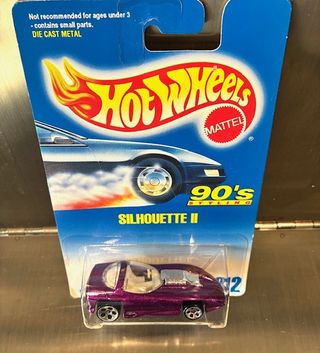 Not recommended for ages under 3
- contains small parts.
DIE CAST METAL
HOT WHEELS
MATTEL
®
90's
STYLING
SILHOUETTE II